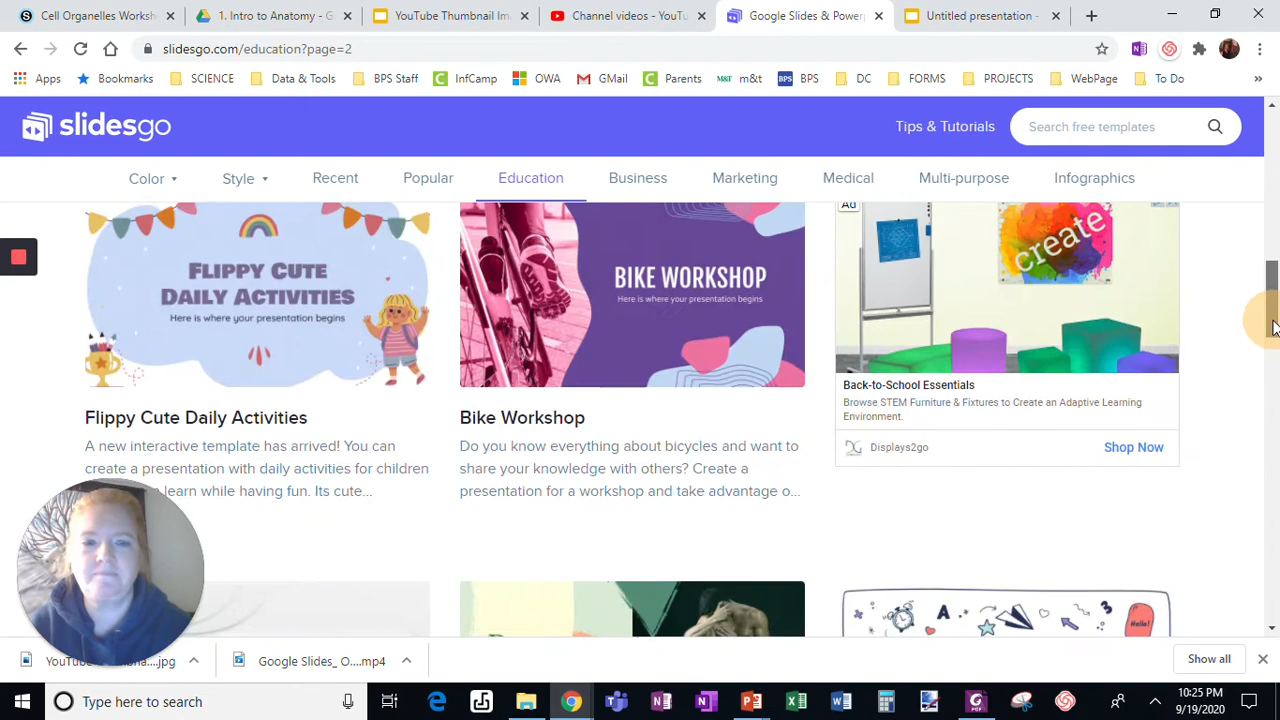 Cell Organelles Worksh
1. Intro to Anatomy - G
YouTube Thumbnail Im
Channel videos - YouTu
Google Slides & Powerp
Untitled presentation -
slidesgo.com/education?page=2
Apps
Bookmarks
SCIENCE
Data & Tools
BPS Staff
InfCamp
OWA
GMail
Parents
M&T
m&t
BPS
BPS
DC
FORMS
PROJECTS
WebPage
To Do
»
slidesgo
Tips & Tutorials
Search free templates
Color
Style
Recent
Popular
Education
Business
Marketing
Medical
Multi-purpose
Infographics
FLIPPY CUTE
DAILY ACTIVITIES
Here is where your presentation begins
BIKE WORKSHOP
Here is where your presentation begins
Ad
create
Back-to-School Essentials
Browse STEM Furniture & Fixtures to Create an Adaptive Learning
Environment.
Displays2go
Shop Now
Flippy Cute Daily Activities
A new interactive template has arrived! You can
create a presentation with daily activities for children
learn while having fun. Its cute...
Bike Workshop
Do you know everything about bicycles and want to
share your knowledge with others? Create a
presentation for a workshop and take advantage o...
A
3
Hello!
YouTube
....jpg
Google Slides_ O....mp4
Show all
Type here to search
10:25 PM
9/19/2020